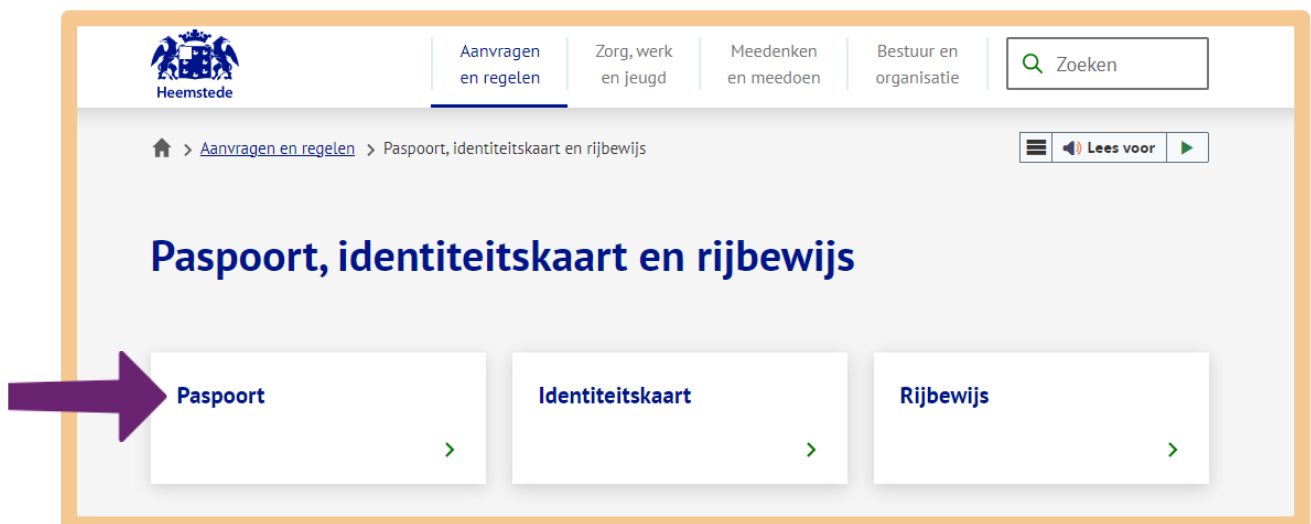 Heemstede
Aanvragen
en regelen
Zorg, werk
en jeugd
Meedenken
en meedoen
Bestuur en
organisatie
Zoeken
Aanvragen en regelen > Paspoort, identiteitskaart en rijbewijs
Lees voor
Paspoort, identiteitskaart en rijbewijs
Paspoort
Identiteitskaart
Rijbewijs